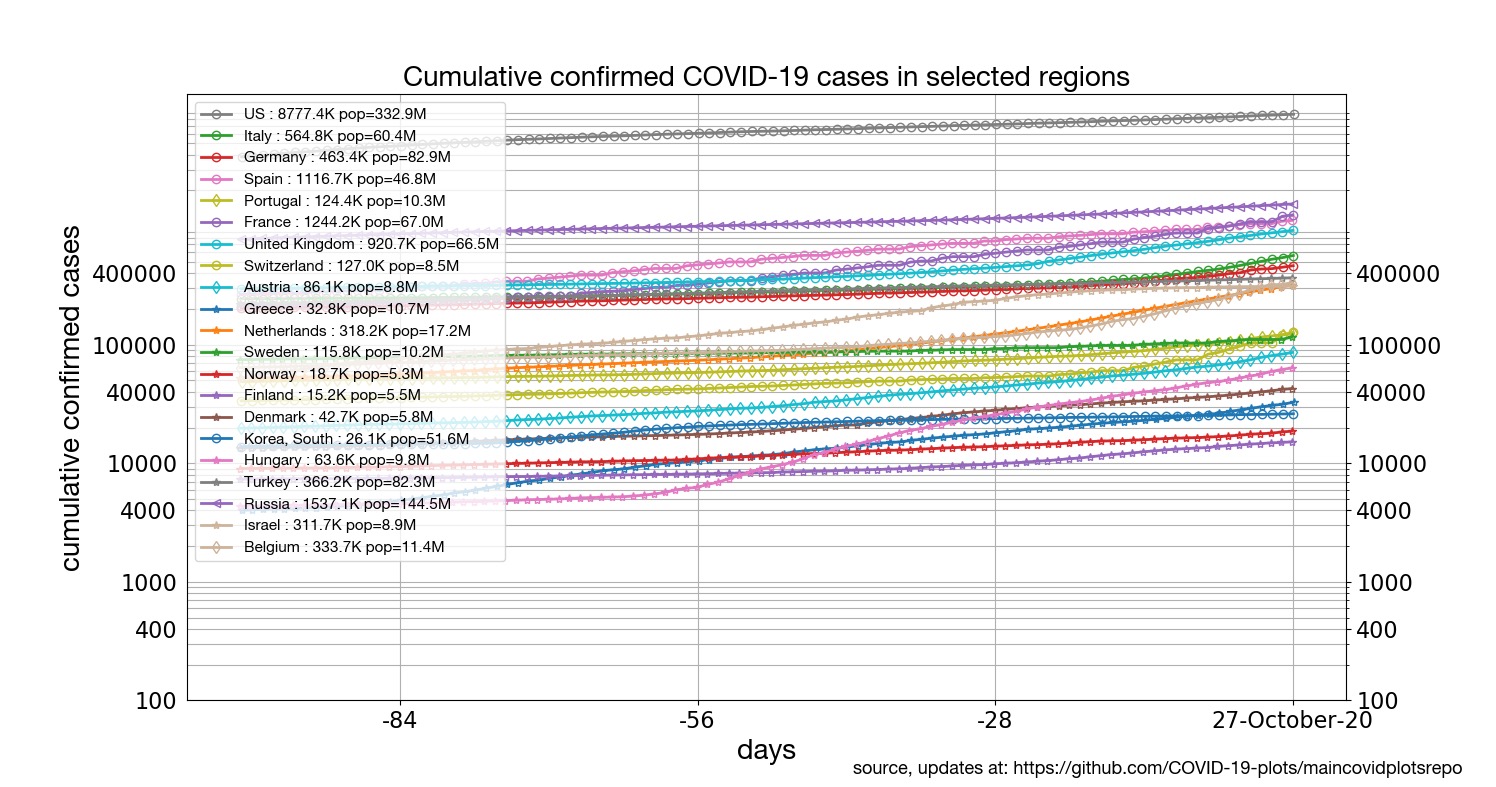 Cumulative confirmed COVID-19 cases in selected regions
US : 8777.4K pop=332.9M
Italy : 564.8K pop=60.4M
Germany : 463.4K pop=82.9M
Spain : 1116.7K pop=46.8M
Portugal : 124.4K pop=10.3M
France : 1244.2K pop=67.0M
United Kingdom : 920.7K pop=66.5M
Switzerland : 127.0K pop=8.5M
Austria : 86.1K pop=8.8M
Greece : 32.8K pop=10.7M
Netherlands : 318.2K pop=17.2M
Sweden : 115.8K pop=10.2M
Norway : 18.7K pop=5.3M
Finland : 15.2K pop=5.5M
Denmark : 42.7K pop=5.8M
Korea, South : 26.1K pop=51.6M
Hungary : 63.6K pop=9.8M
Turkey : 366.2K pop=82.3M
Russia : 1537.1K pop=144.5M
Israel : 311.7K pop=8.9M
Belgium : 333.7K pop=11.4M
cumulative confirmed cases
400000
100000
40000
10000
4000
1000
400
100
400000
100000
40000
10000
4000
1000
400
100
-84
-56
-28
27-October-20
days
source, updates at: https://github.com/COVID-19-plots/maincovidplotsrepo